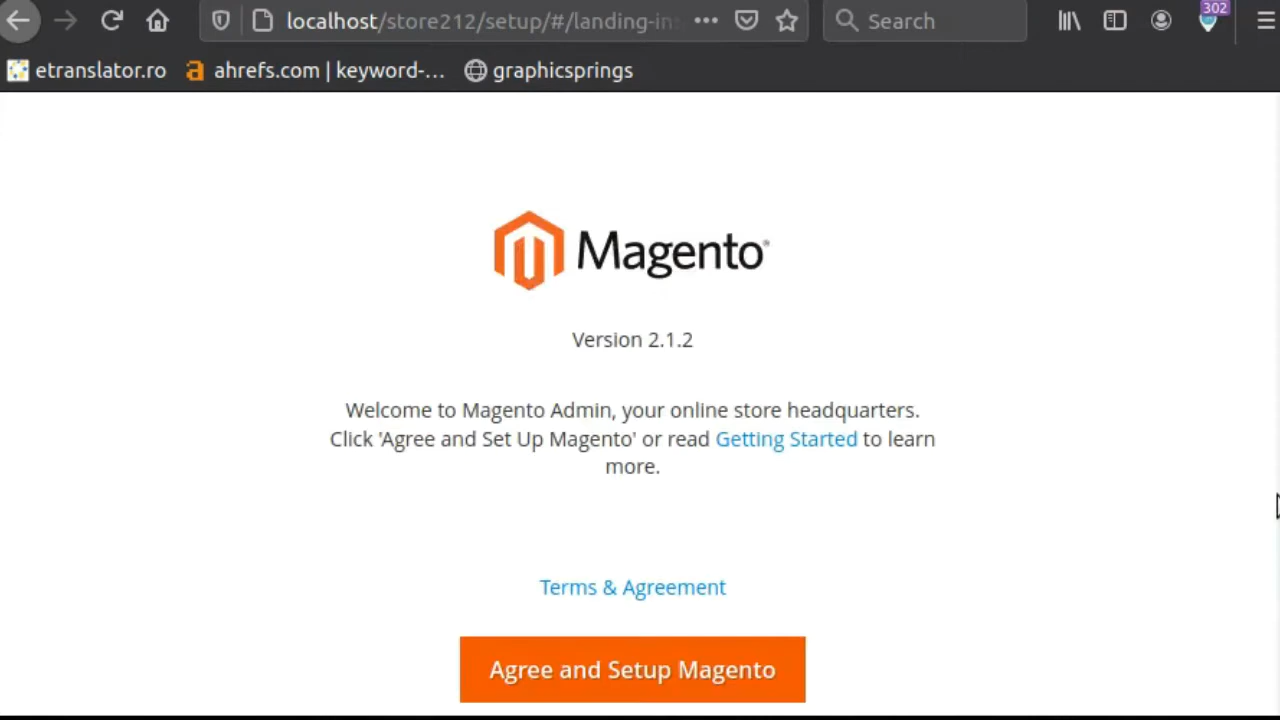 localhost/store212/setup/#/landing-ins
Search
302
etranslator.ro
ahrefs.com | keyword-...
graphicsprings
Magento®
Version 2.1.2
Welcome to Magento Admin, your online store headquarters.
Click 'Agree and Set Up Magento' or read Getting Started to learn
more.
Terms & Agreement
Agree and Setup Magento